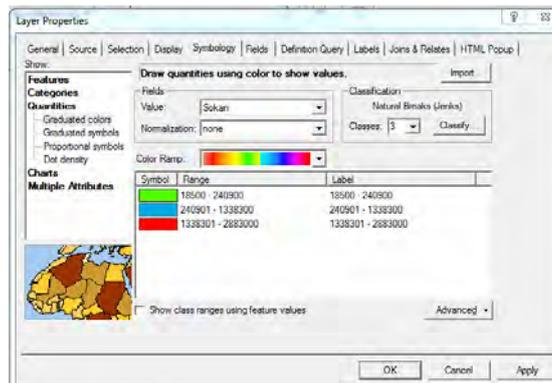 Layer Properties
General | Source | Selection | Display | Symbology | Fields | Definition Query | Labels | Joins & Relates | HTML Popup
Show:
Features
Categories
Quantities
Graduated colors
Graduated symbols
Proportional symbols
Dot density
Charts
Multiple Attributes
Draw quantities using color to show values.
Import...
Fields
Value: Sokan
Normalization: none
Classification
Natural Breaks (Jenks)
Classes: 3
Classify...
Color Ramp:
Symbol Range Label
18500 - 240900 18500 - 240900
240901 - 1338300 240901 - 1338300
1338301 - 2883000 1338301 - 2883000
Show class ranges using feature values
Advanced
OK Cancel Apply